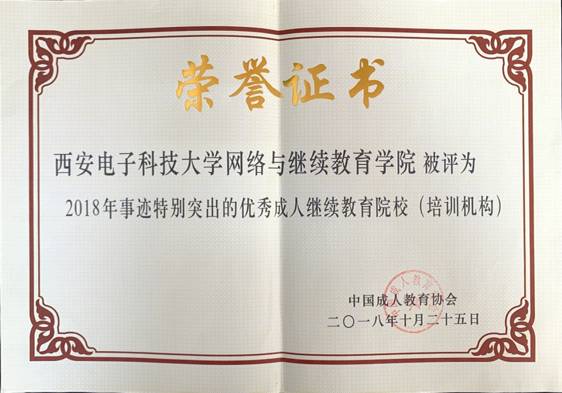 荣誉证书
西安电子科技大学网络与继续教育学院 被评为
2018年事迹特别突出的优秀成人继续教育院校（培训机构）
中国成人教育协会
二〇一八年十月二十五日